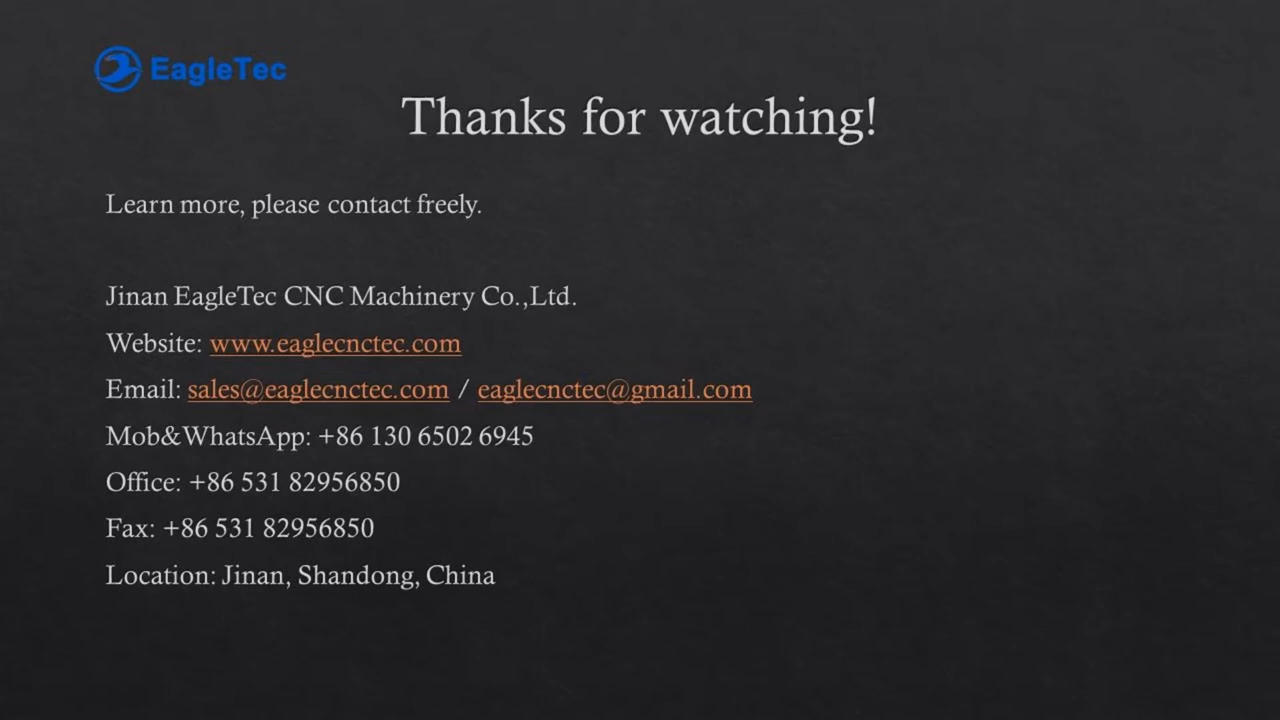 EagleTec
Thanks for watching!
Learn more, please contact freely.
Jinan EagleTec CNC Machinery Co.,Ltd.
Website: www.eaglecnctec.com
Email: sales@eaglecnctec.com / eaglecnctec@gmail.com
Mob&WhatsApp: +86 130 6502 6945
Office: +86 531 82956850
Fax: +86 531 82956850
Location: Jinan, Shandong, China